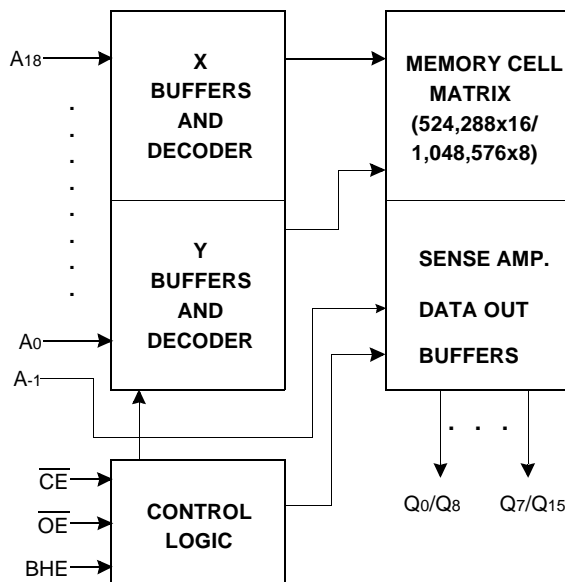 A18
X
BUFFERS
AND
DECODER
MEMORY CELL
MATRIX
(524,288x16/
1,048,576x8)
Y
BUFFERS
AND
DECODER
SENSE AMP.
DATA OUT
BUFFERS
A0
A-1
CE
OE
BHE
CONTROL
LOGIC
. . .
Q0/Q8
Q7/Q15